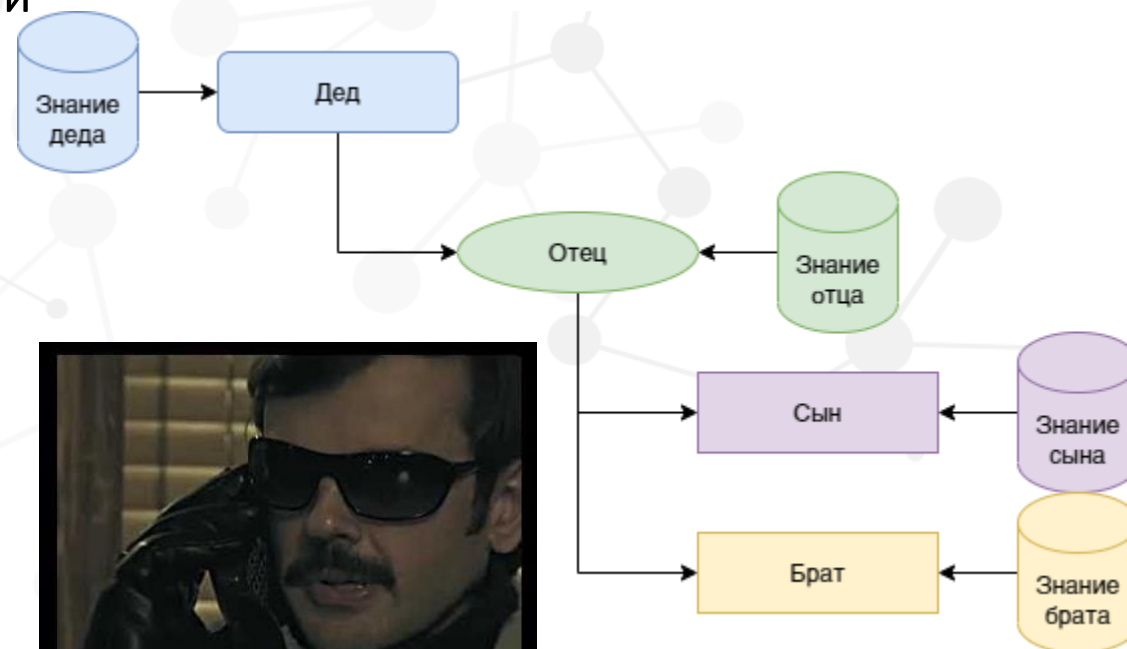 Знание
деда
Дед
Отец
Знание
отца
Сын
Знание
сына
Брат
Знание
брата